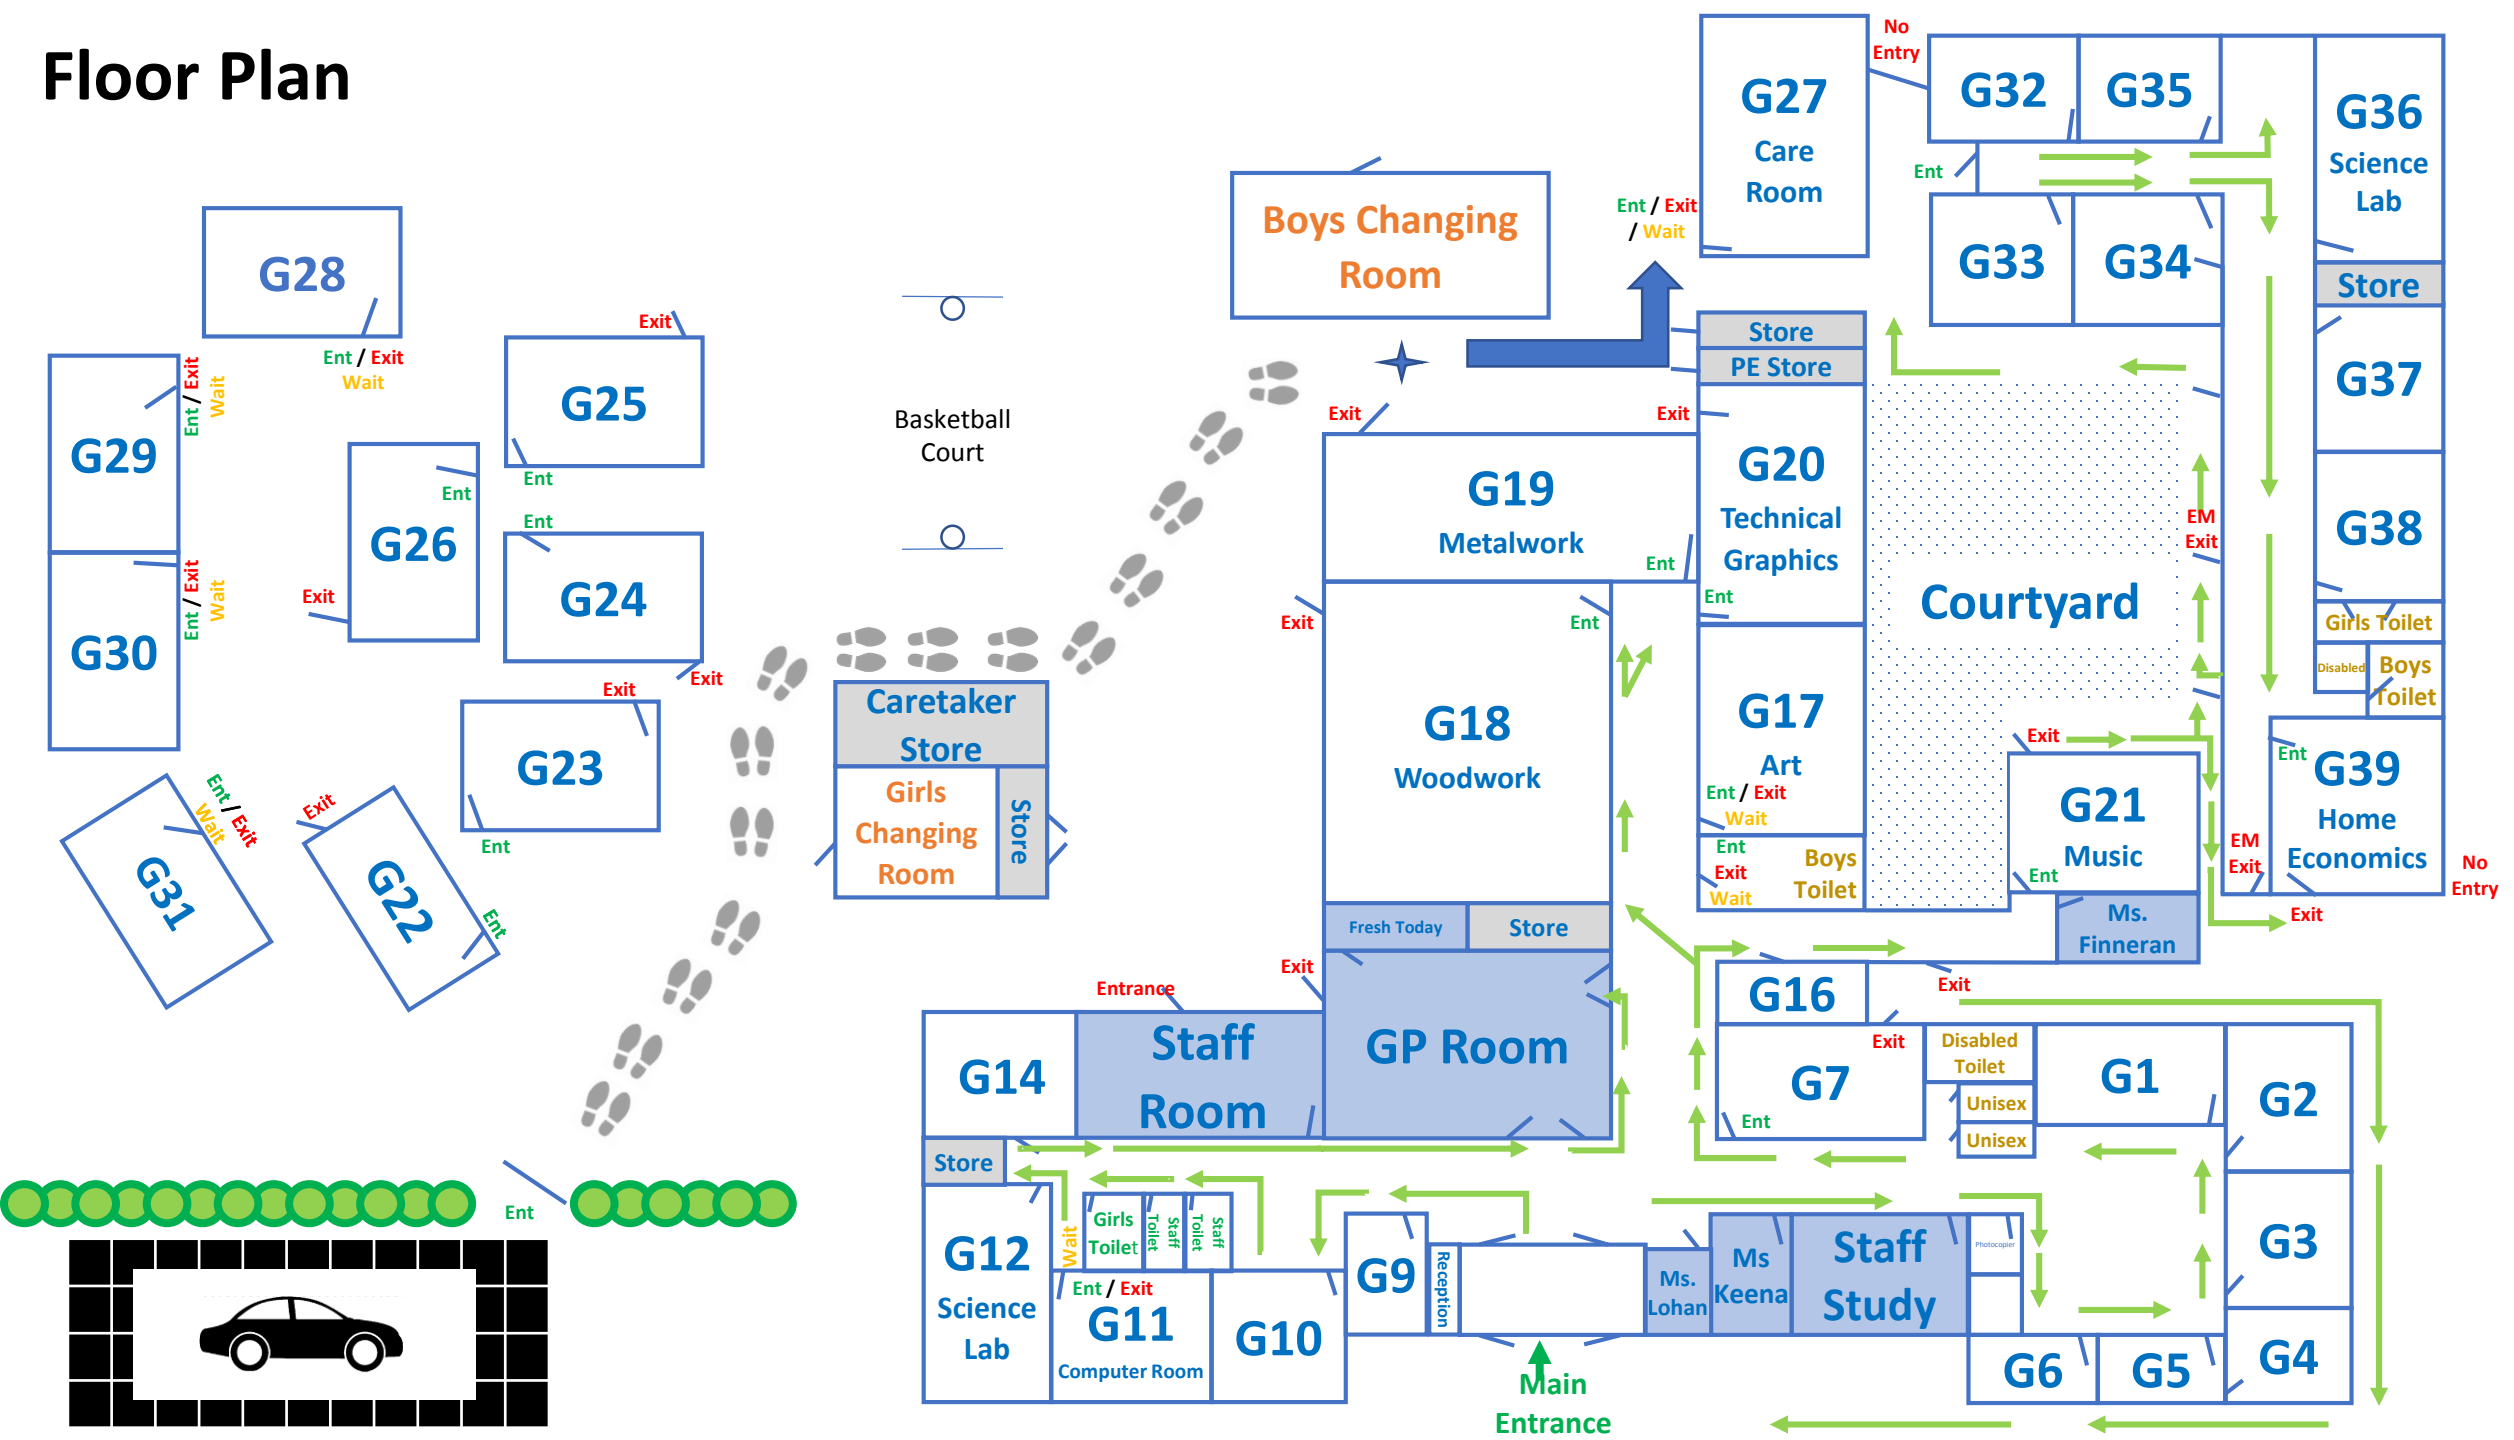 Floor Plan
G28
Ent / Exit
Wait
G29
Ent / Exit
Wait
G30
Ent / Exit
Wait
G31
Ent / Exit
Wait
G25
Exit
Ent
G26
Ent
Exit
G24
Ent
Exit
G23
Exit
Ent
G22
Exit
Ent
Ent
Basketball
Court
Caretaker
Store
Girls
Changing
Room
Store
Boys Changing
Room
Ent / Exit
/ Wait
G27
Care
Room
No
Entry
G32
G35
Ent
G33
G34
G36
Science
Lab
Store
G37
G38
Girls Toilet
Disabled
Boys
Toilet
G39
Home
Economics
Ent
EM
Exit
No
Entry
Exit
Store
PE Store
Exit
G20
Technical
Graphics
Ent
Exit
G19
Metalwork
Ent
Exit
Ent
G18
Woodwork
G17
Art
Ent / Exit
Wait
Ent
Exit
Wait
Boys
Toilet
Courtyard
EM
Exit
Exit
G21
Music
Ent
Ms.
Finneran
Fresh Today
Store
Exit
GP Room
Entrance
Staff
Room
G14
Store
G12
Science
Lab
Wait
Girls
Toilet
Staff
Toilet
Staff
Toilet
Ent / Exit
G11
Computer Room
G10
G9
Reception
Main
Entrance
Ms.
Lohan
Ms
Keena
Staff
Study
Photocopier
G16
Exit
G7
Exit
Ent
Disabled
Toilet
Unisex
Unisex
G1
G2
G3
G4
G5
G6